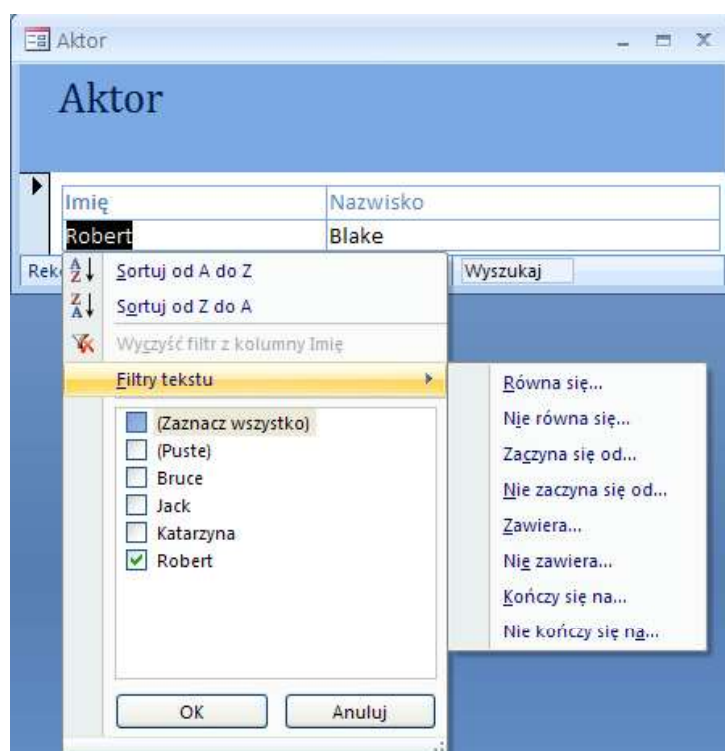 Aktor
Aktor
Imię Nazwisko
Robert Blake
Reko Wyszukaj
Sortuj od A do Z
Sortuj od Z do A
Wyczyść filtr z kolumny Imię
Filtry tekstu
(Zaznacz wszystko)
(Puste)
Bruce
Jack
Katarzyna
Robert
OK Anuluj
Równa się...
Nie równa się...
Zaczyna się od...
Nie zaczyna się od...
Zawiera...
Nie zawiera...
Kończy się na...
Nie kończy się na...